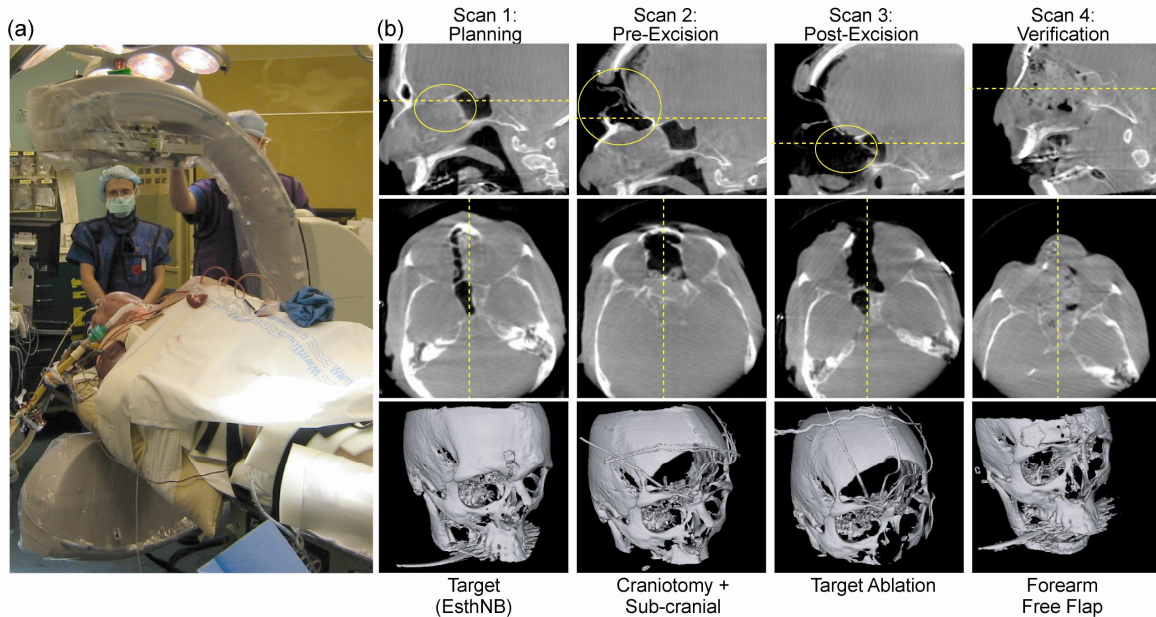 (a)
(b)
Scan 1:
Planning
Scan 2:
Pre-Excision
Scan 3:
Post-Excision
Scan 4:
Verification
Target
(EsthNB)
Craniotomy +
Sub-cranial
Target Ablation
Forearm
Free Flap